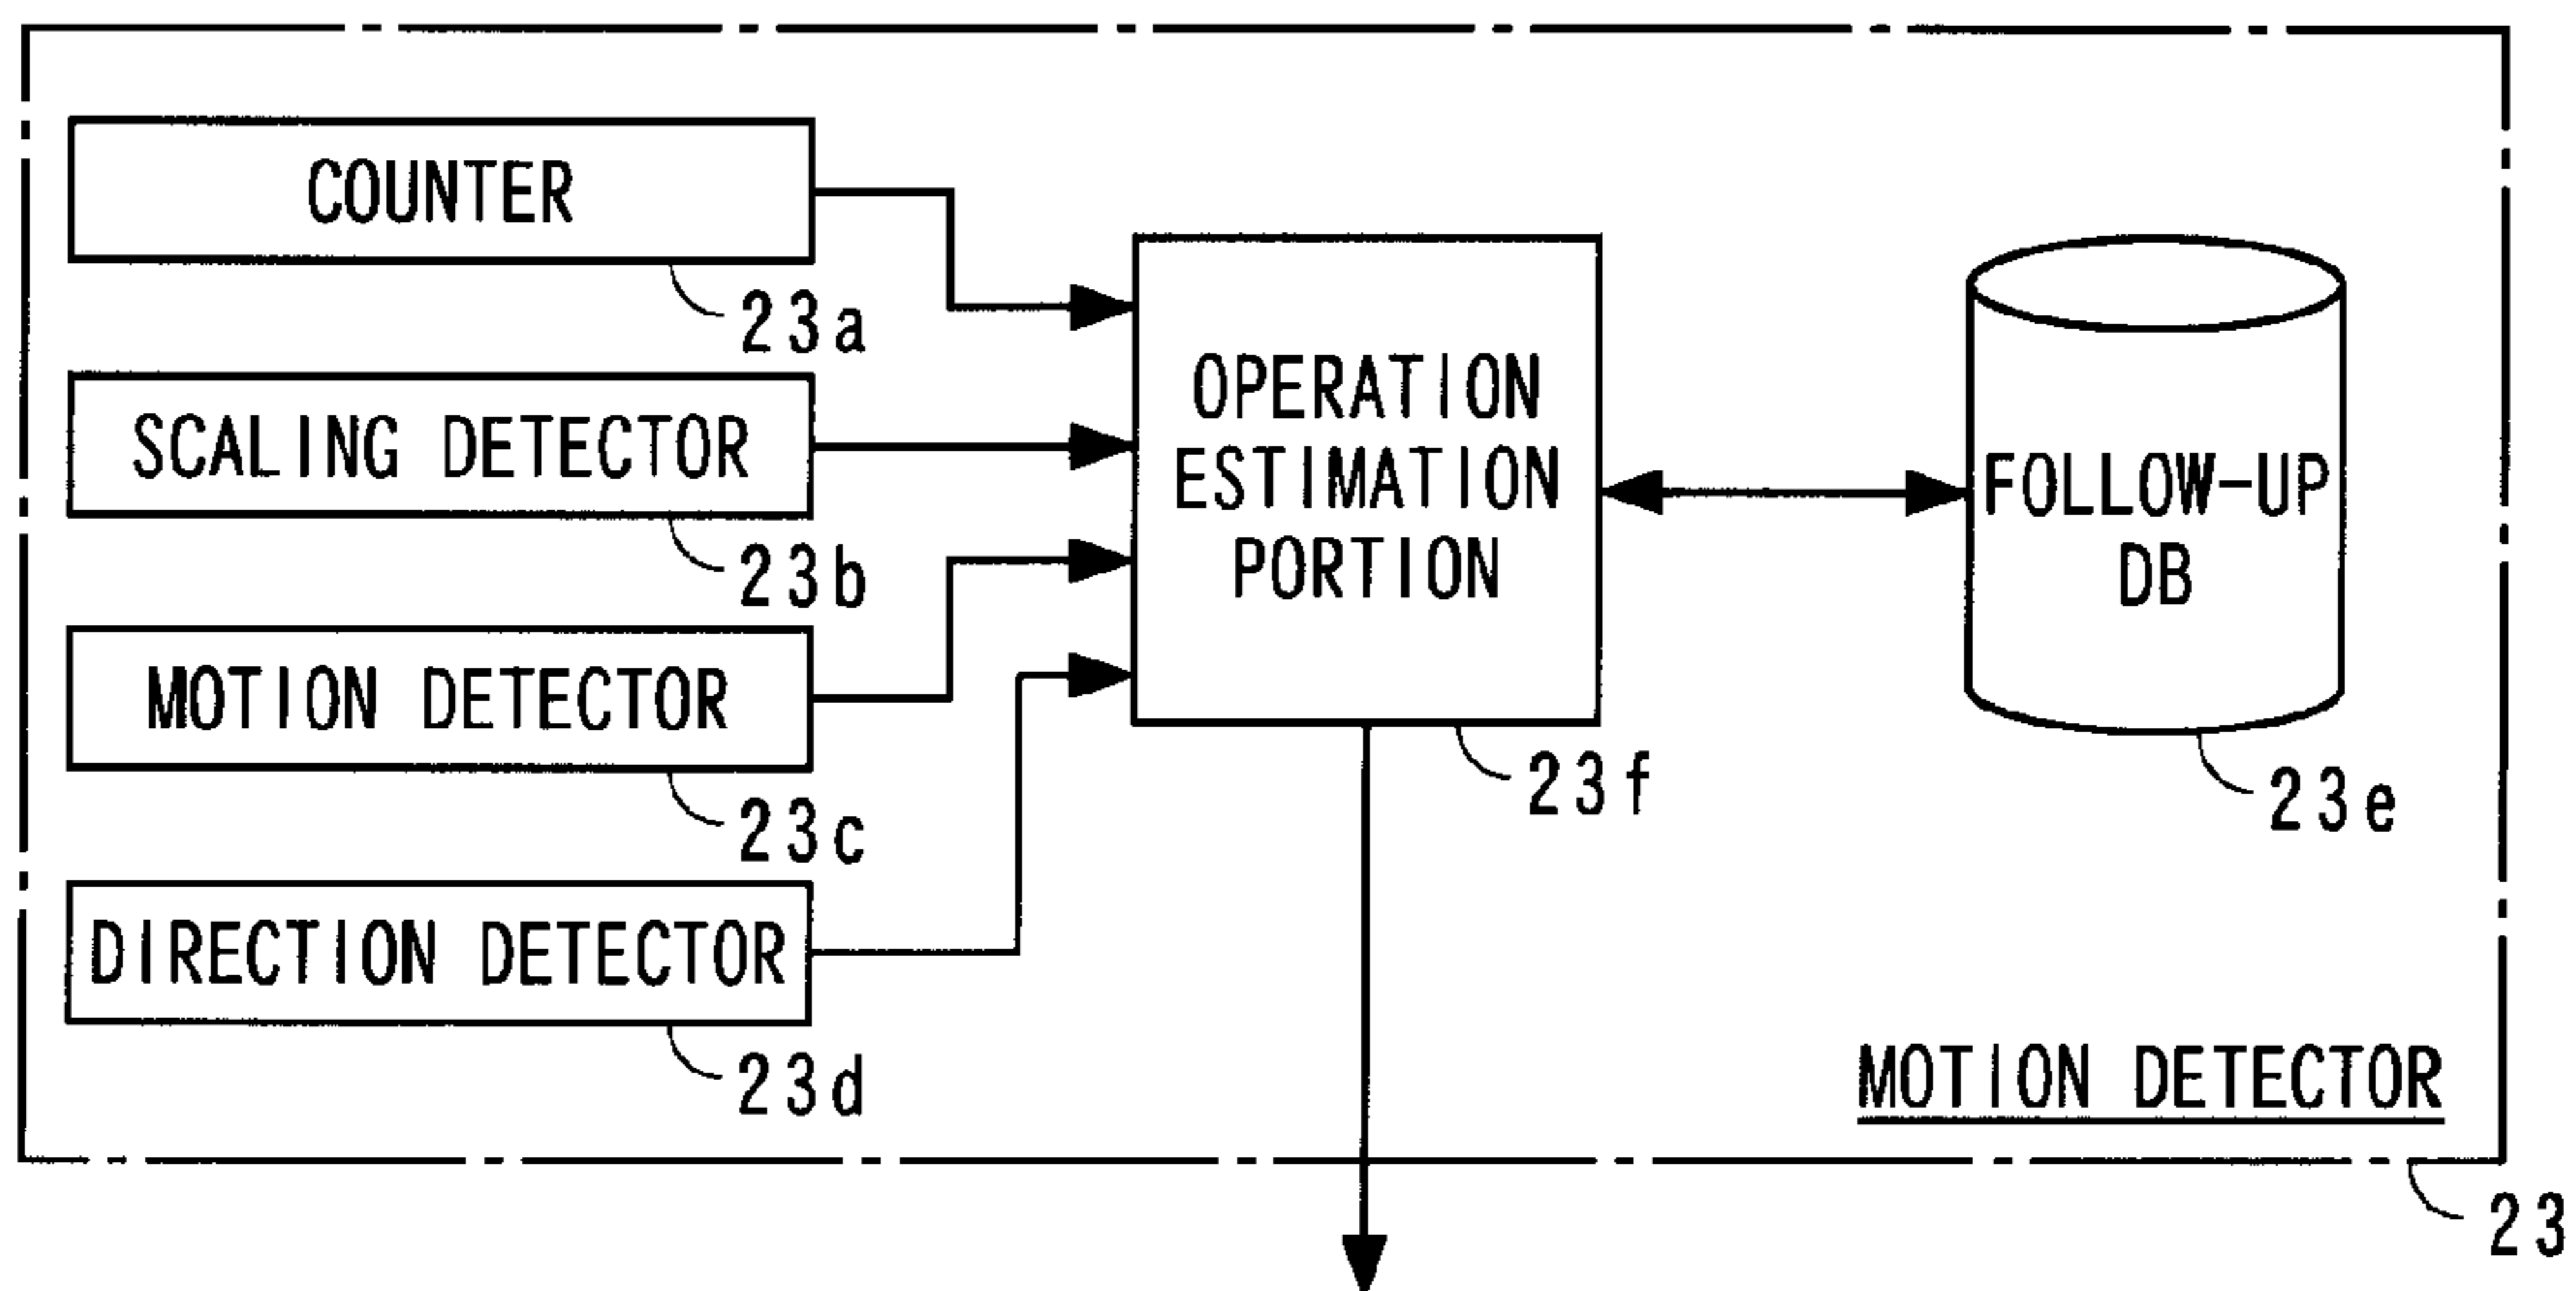 COUNTER
23a
SCALING DETECTOR
23b
MOTION DETECTOR
23c
DIRECTION DETECTOR
23d
OPERATION
ESTIMATION
PORTION
23f
FOLLOW-UP
DB
23e
MOTION DETECTOR
23